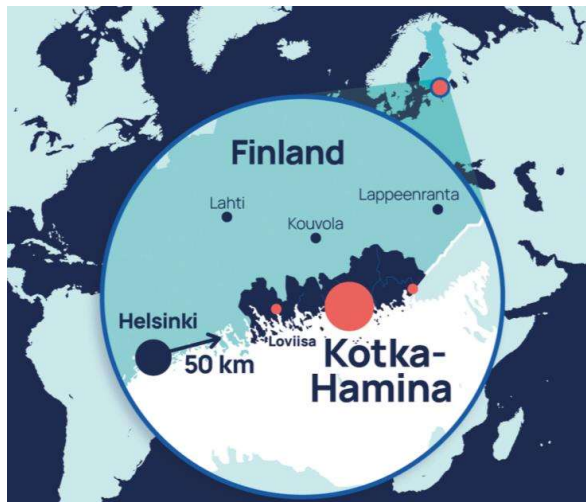 Finland
Lahti
Lappeenranta
Kouvola
Helsinki
50 km
Loviisa
Kotka-
Hamina